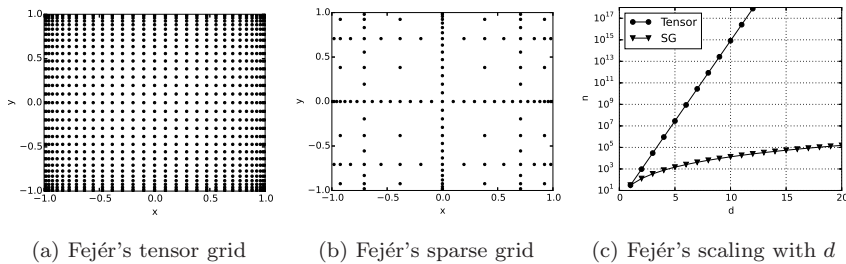 1.0
0.5
0.0
−0.5
−1.0
y
−1.0 −0.5 0.0 0.5 1.0
x
1.0
0.5
0.0
−0.5
−1.0
y
−1.0 −0.5 0.0 0.5 1.0
x
10^17
10^15
10^13
10^11
10^9
10^7
10^5
10^3
10^1
n
Tensor
SG
0 5 10 15 20
d
(a) Fejér's tensor grid
(b) Fejér's sparse grid
(c) Fejér's scaling with d